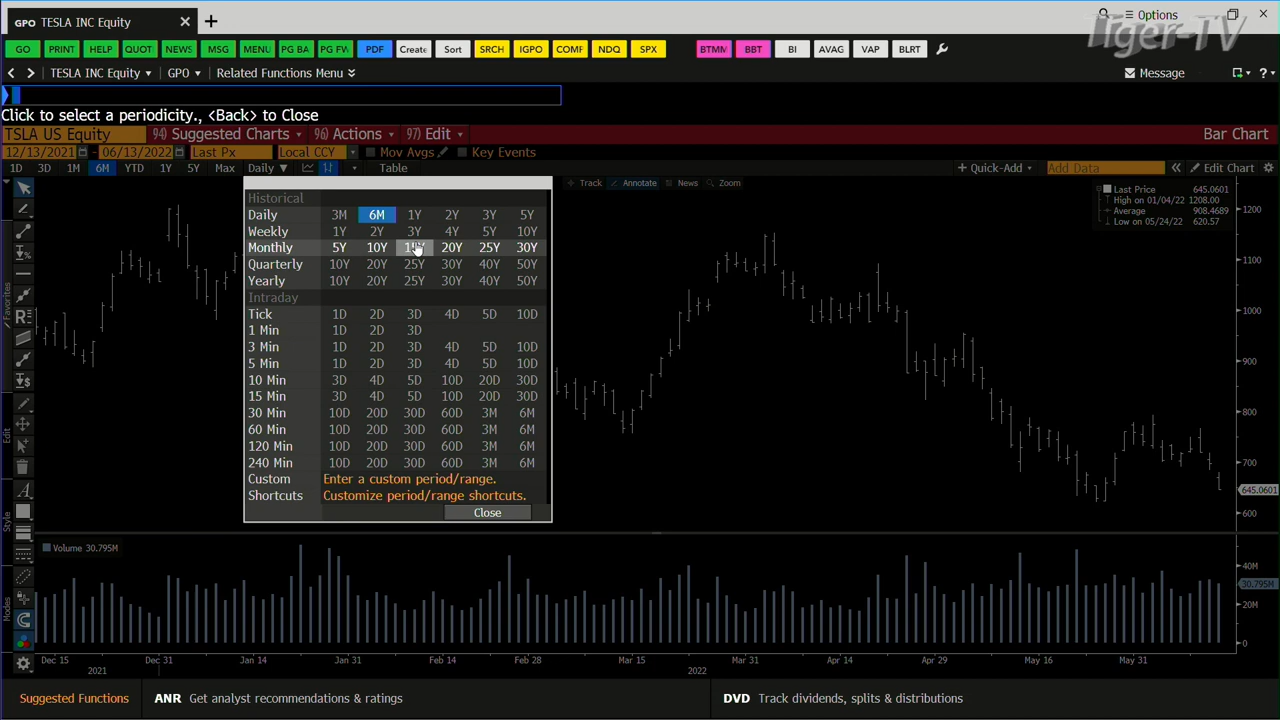 GPO TESLA INC Equity
Options
Tiger-TV
GO PRINT HELP QUOT NEWS MSG MENU PG BA PG FV PDF Create Sort SRCH IGPO COMF NDQ SPX BTMM BBT BI AVAG VAP BLRT
TESLA INC Equity GPO Related Functions Menu Message ?
Click to select a periodicity., <Back> to Close
TSLA US Equity 94) Suggested Charts 96) Actions 97) Edit Bar Chart
12/13/2021 - 06/13/2022 Last Px Local CCY Mov Avgs Key Events
1D 3D 1M 6M YTD 1Y 5Y Max Daily Table + Quick-Add Add Data Edit Chart
Track Annotate News Zoom
Last Price 645.0601
High on 01/04/22 1208.00
Average 908.4689
Low on 05/24/22 620.57
Historical
Daily 3M 6M 1Y 2Y 3Y 5Y
Weekly 1Y 2Y 3Y 4Y 5Y 10Y
Monthly 5Y 10Y 15Y 20Y 25Y 30Y
Quarterly 10Y 20Y 25Y 30Y 40Y 50Y
Yearly 10Y 20Y 25Y 30Y 40Y 50Y
Intraday
Tick 1D 2D 3D 4D 5D 10D
1 Min 1D 2D 3D
3 Min 1D 2D 3D 4D 5D 10D
5 Min 1D 2D 3D 4D 5D 10D
10 Min 3D 4D 5D 10D 20D 30D
15 Min 3D 4D 5D 10D 20D 30D
30 Min 10D 20D 30D 60D 3M 6M
60 Min 10D 20D 30D 60D 3M 6M
120 Min 10D 20D 30D 60D 3M 6M
240 Min 10D 20D 30D 60D 3M 6M
Custom Enter a custom period/range.
Shortcuts Customize period/range shortcuts.
Close
Favorites
Edit
Style
Modes
1200
1000
900
800
700
645.0601
600
Volume 30.795M
40M
30.795M
20M
0
Dec 15 Dec 31 Jan 14 Jan 31 Feb 14 Feb 28 Mar 15 Mar 31 Apr 14 Apr 29 May 16 May 31
2021 2022
Suggested Functions ANR Get analyst recommendations & ratings DVD Track dividends, splits & distributions